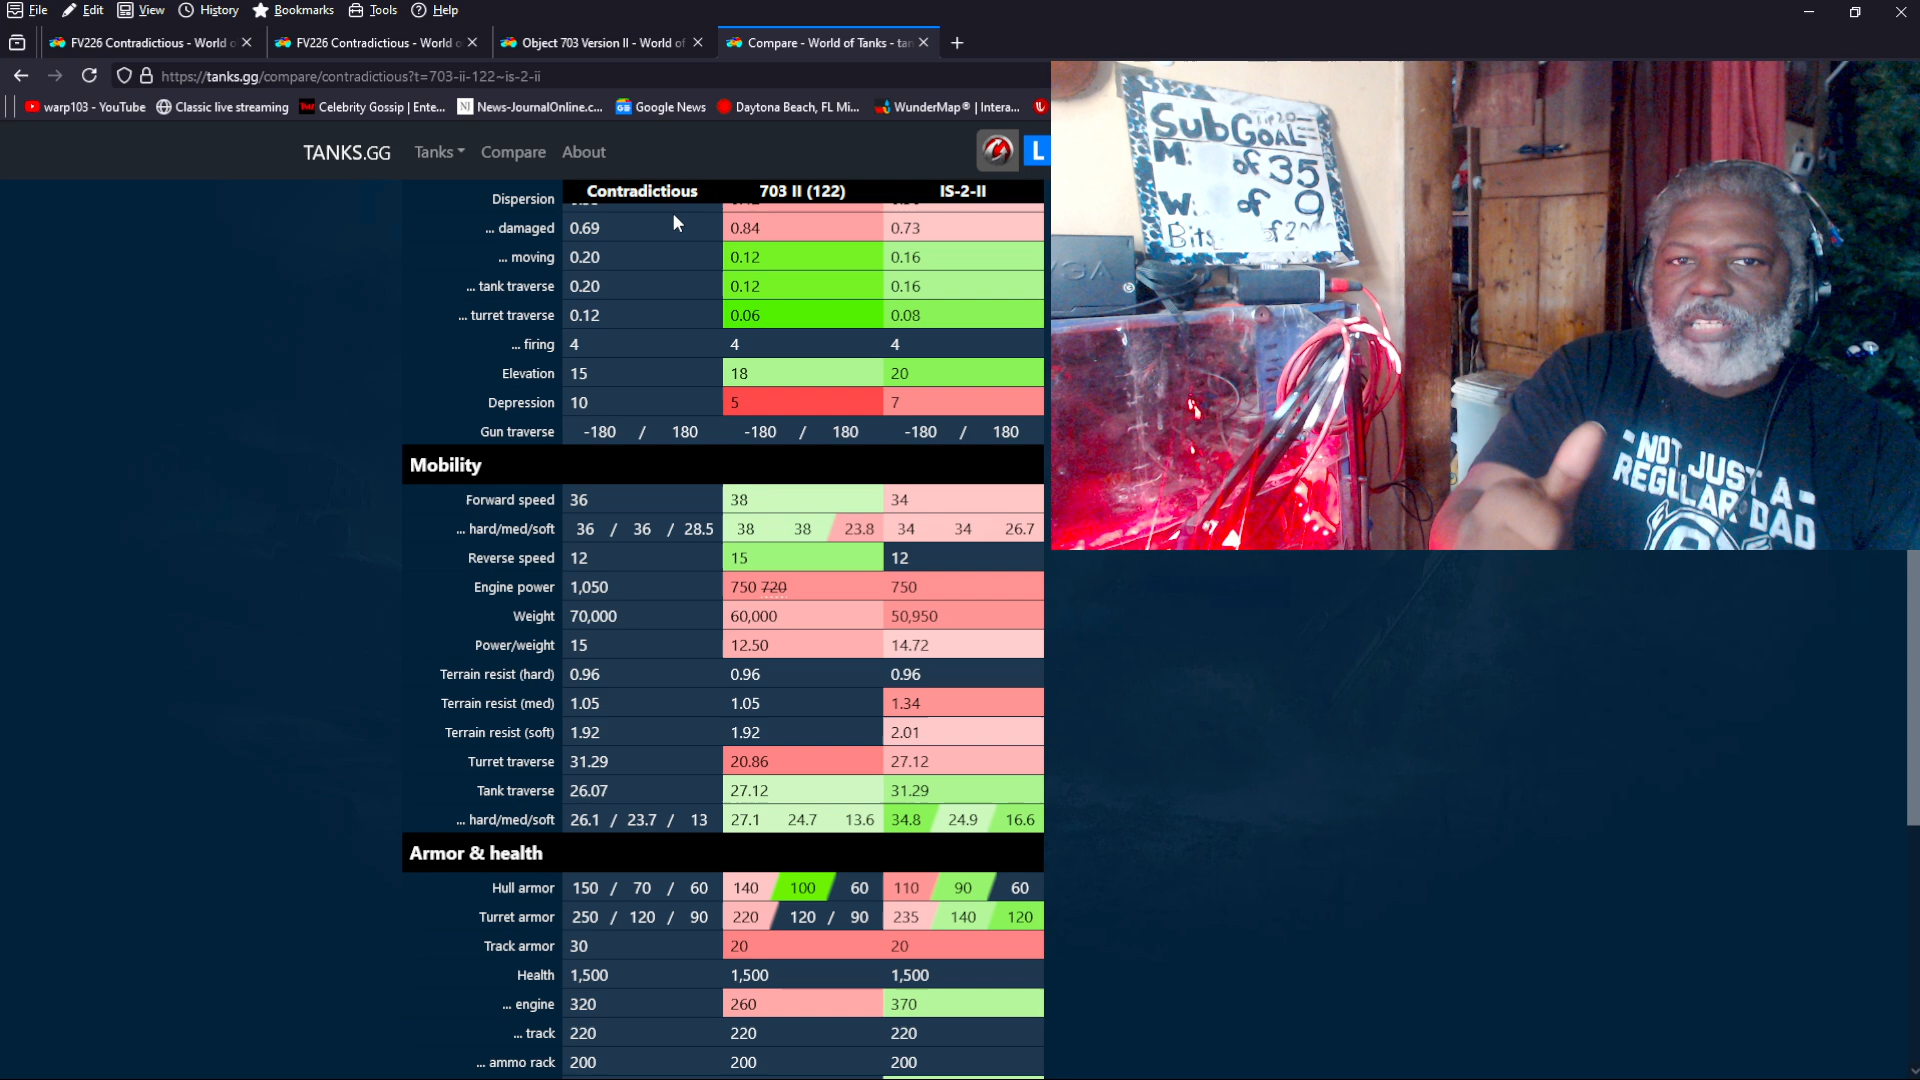 File Edit View History Bookmarks Tools Help
FV226 Contradictious - World o
FV226 Contradictious - World o
Object 703 Version II - World of
Compare - World of Tanks - tan
https://tanks.gg/compare/contradictious?t=703-ii-122~is-2-ii
warp103 - YouTube Classic live streaming Celebrity Gossip | Ente... News-JournalOnline.c... Google News Daytona Beach, FL Mi... WunderMap® | Intera...
TANKS.GG Tanks Compare About L
Contradictious 703 II (122) IS-2-II
Dispersion
... damaged 0.69 0.84 0.73
... moving 0.20 0.12 0.16
... tank traverse 0.20 0.12 0.16
... turret traverse 0.12 0.06 0.08
... firing 4 4 4
Elevation 15 18 20
Depression 10 5 7
Gun traverse -180 / 180 -180 / 180 -180 / 180
Mobility
Forward speed 36 38 34
... hard/med/soft 36 / 36 / 28.5 38 38 23.8 34 34 26.7
Reverse speed 12 15 12
Engine power 1,050 750 720 750
Weight 70,000 60,000 50,950
Power/weight 15 12.50 14.72
Terrain resist (hard) 0.96 0.96 0.96
Terrain resist (med) 1.05 1.05 1.34
Terrain resist (soft) 1.92 1.92 2.01
Turret traverse 31.29 20.86 27.12
Tank traverse 26.07 27.12 31.29
... hard/med/soft 26.1 / 23.7 / 13 27.1 24.7 13.6 34.8 24.9 16.6
Armor & health
Hull armor 150 / 70 / 60 140 100 60 110 90 60
Turret armor 250 / 120 / 90 220 120 / 90 235 140 120
Track armor 30 20 20
Health 1,500 1,500 1,500
... engine 320 260 370
... track 220 220 220
... ammo rack 200 200 200
SubGoal
M: of 35
W: of 9
Bits of
-NOT JUST A-
REGULAR DAD